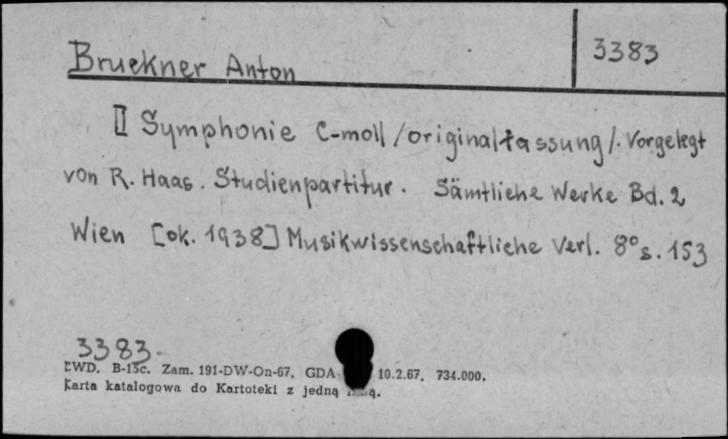 Bruckner Anton
3383
II Symphonie C-moll /originalfassung/. Vorgelegt
von R. Haas. Studienpartitur. Sämtliche Werke Bd. 2
Wien [ok. 1938] Musikwissenschaftliche Verl. 8° s. 153
3383
EWD. B-15c. Zam. 191-DW-On-67. GDA 10.2.67. 734.000.
Karta katalogowa do Kartoteki z jedną